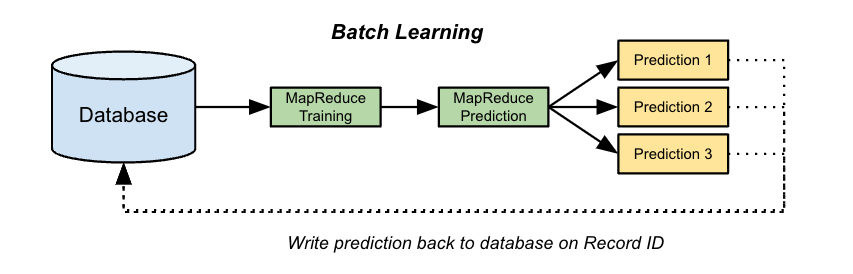 Batch Learning
Database
MapReduce
Training
MapReduce
Prediction
Prediction 1
Prediction 2
Prediction 3
Write prediction back to database on Record ID